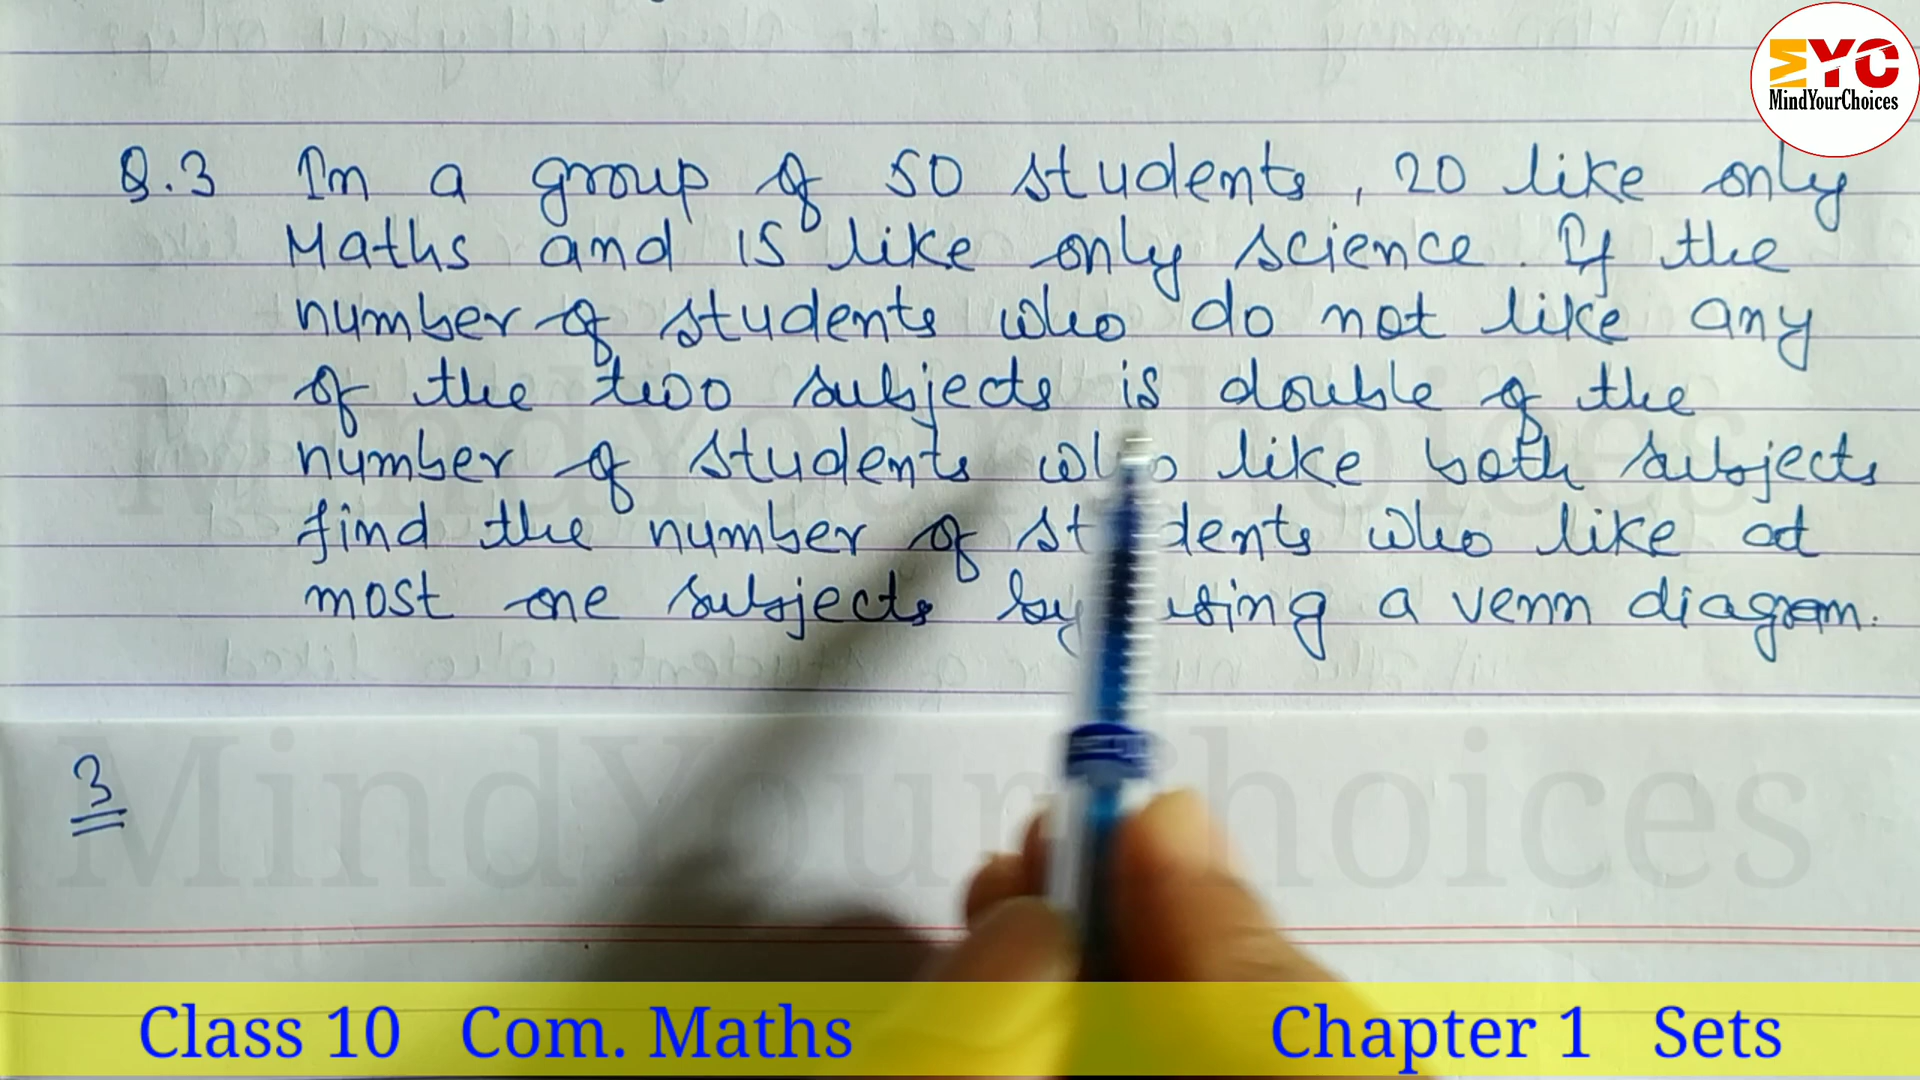 MYC
MindYourChoices
Q.3 In a group of 50 students, 20 like only
Maths and 15 like only science. If the
number of students who do not like any
of the two subjects is double of the
number of students who like both subjects
find the number of students who like at
most one subjects by using a venn diagram.
MindYourChoices
3
MindYourChoices
Class 10 Com. Maths Chapter 1 Sets